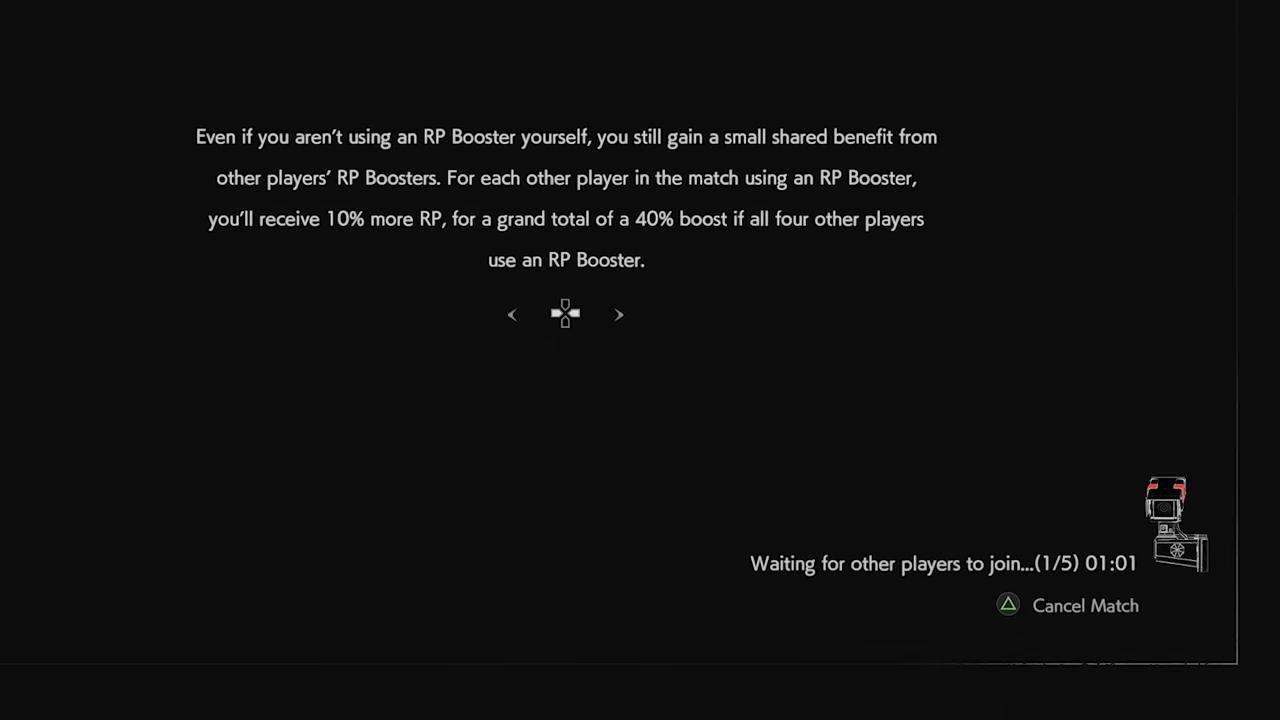 Even if you aren't using an RP Booster yourself, you still gain a small shared benefit from
other players' RP Boosters. For each other player in the match using an RP Booster,
you'll receive 10% more RP, for a grand total of a 40% boost if all four other players
use an RP Booster.
Waiting for other players to join...(1/5) 01:01
Cancel Match